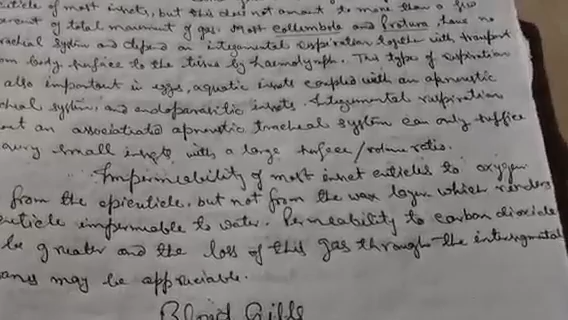 cuticle of most insects, but this does not amount to more than a few
percent of total movement of gas. Most collembola and Protura have no
tracheal system and depend on integumental respiration together with transport
from body surface to the tissues by haemolymph. This type of respiration
also important in eggs, aquatic insects coupled with an apneustic
tracheal system, and endoparasitic insects. Integumental respiration
without an associated apneustic tracheal system can only suffice
very small insects with a large surface/volume ratio.
Impermeability of most insect cuticles to oxygen
from the epicuticle, but not from the wax layer which renders
cuticle impermeable to water. Permeability to carbon dioxide
be greater and the loss of this gas through the intersegmental
may be appreciable.
Blood Gills